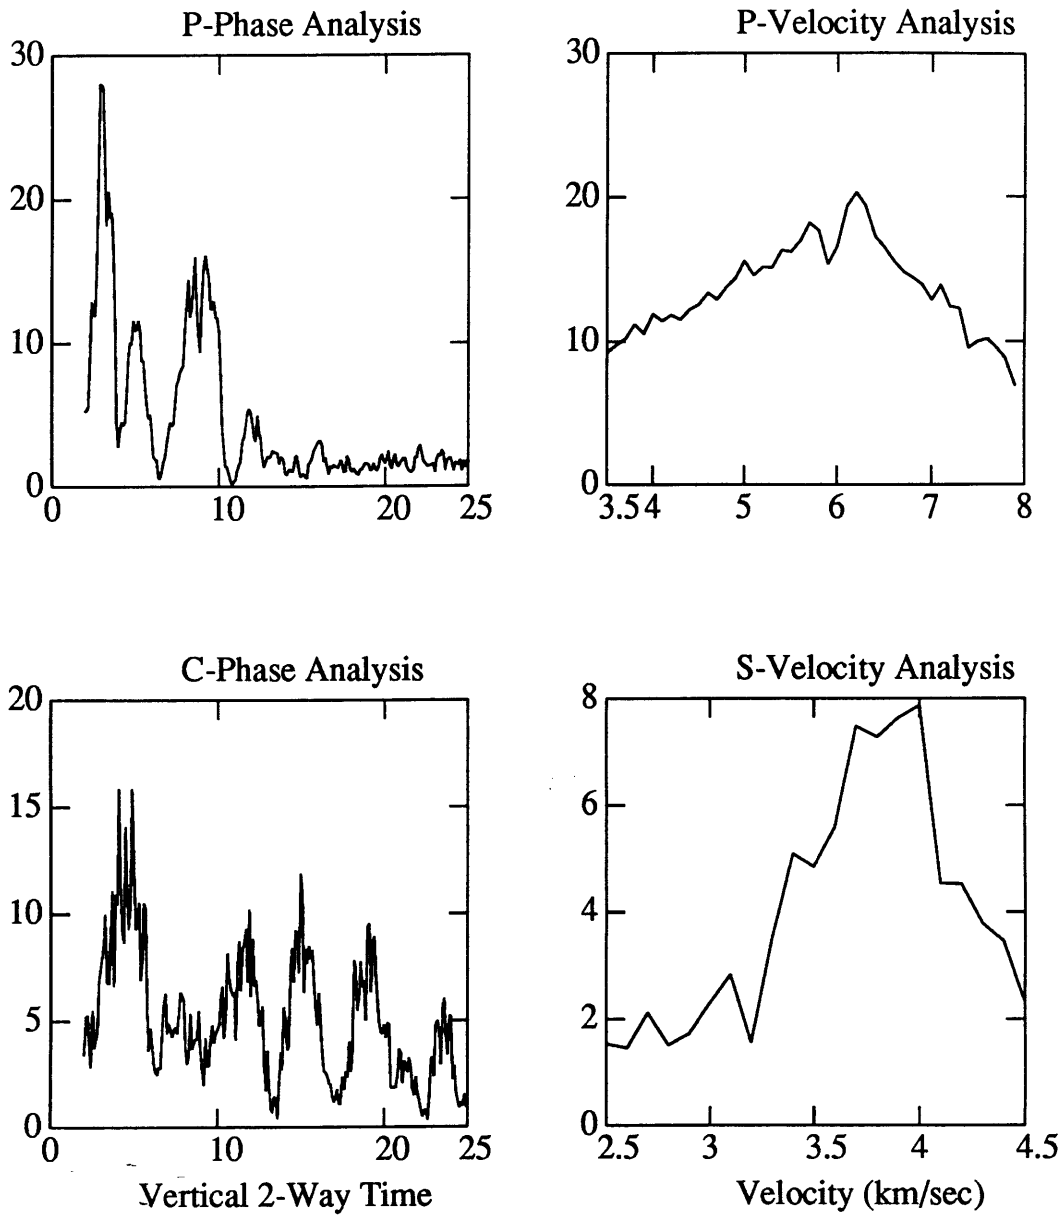 P-Phase Analysis
30
20
10
0
0 10 20 25
P-Velocity Analysis
30
20
10
0
3.5 4 5 6 7 8
C-Phase Analysis
20
15
10
5
0
0 10 20 25
Vertical 2-Way Time
S-Velocity Analysis
8
6
4
2
0
2.5 3 3.5 4 4.5
Velocity (km/sec)